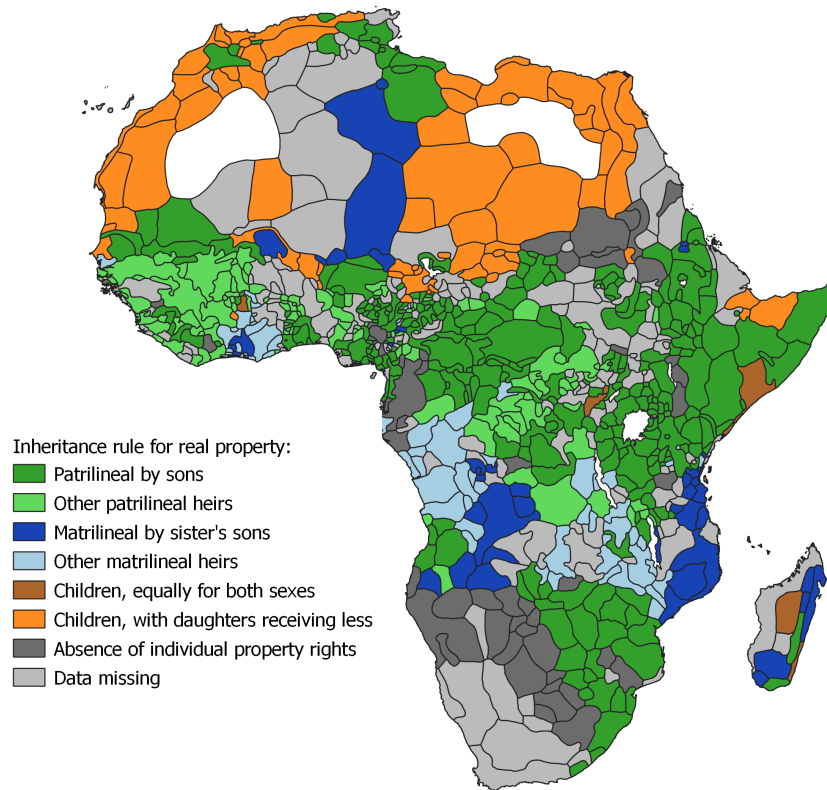 Inheritance rule for real property:
Patrilineal by sons
Other patrilineal heirs
Matrilineal by sister's sons
Other matrilineal heirs
Children, equally for both sexes
Children, with daughters receiving less
Absence of individual property rights
Data missing